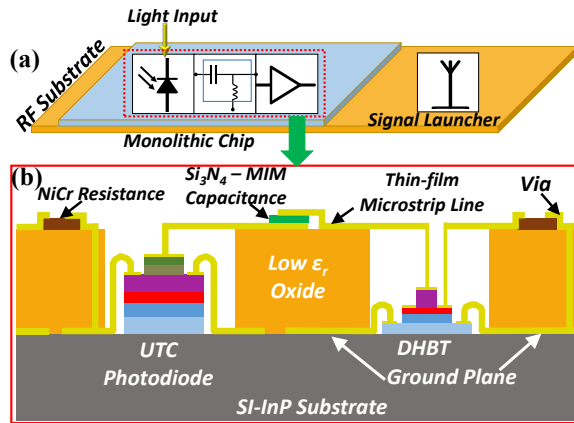 Light Input
(a)
RF Substrate
Monolithic Chip
Signal Launcher
(b)
NiCr Resistance
Si₃N₄ – MIM
Capacitance
Thin-film
Microstrip Line
Via
Low εᵣ
Oxide
UTC
Photodiode
DHBT
Ground Plane
SI-InP Substrate